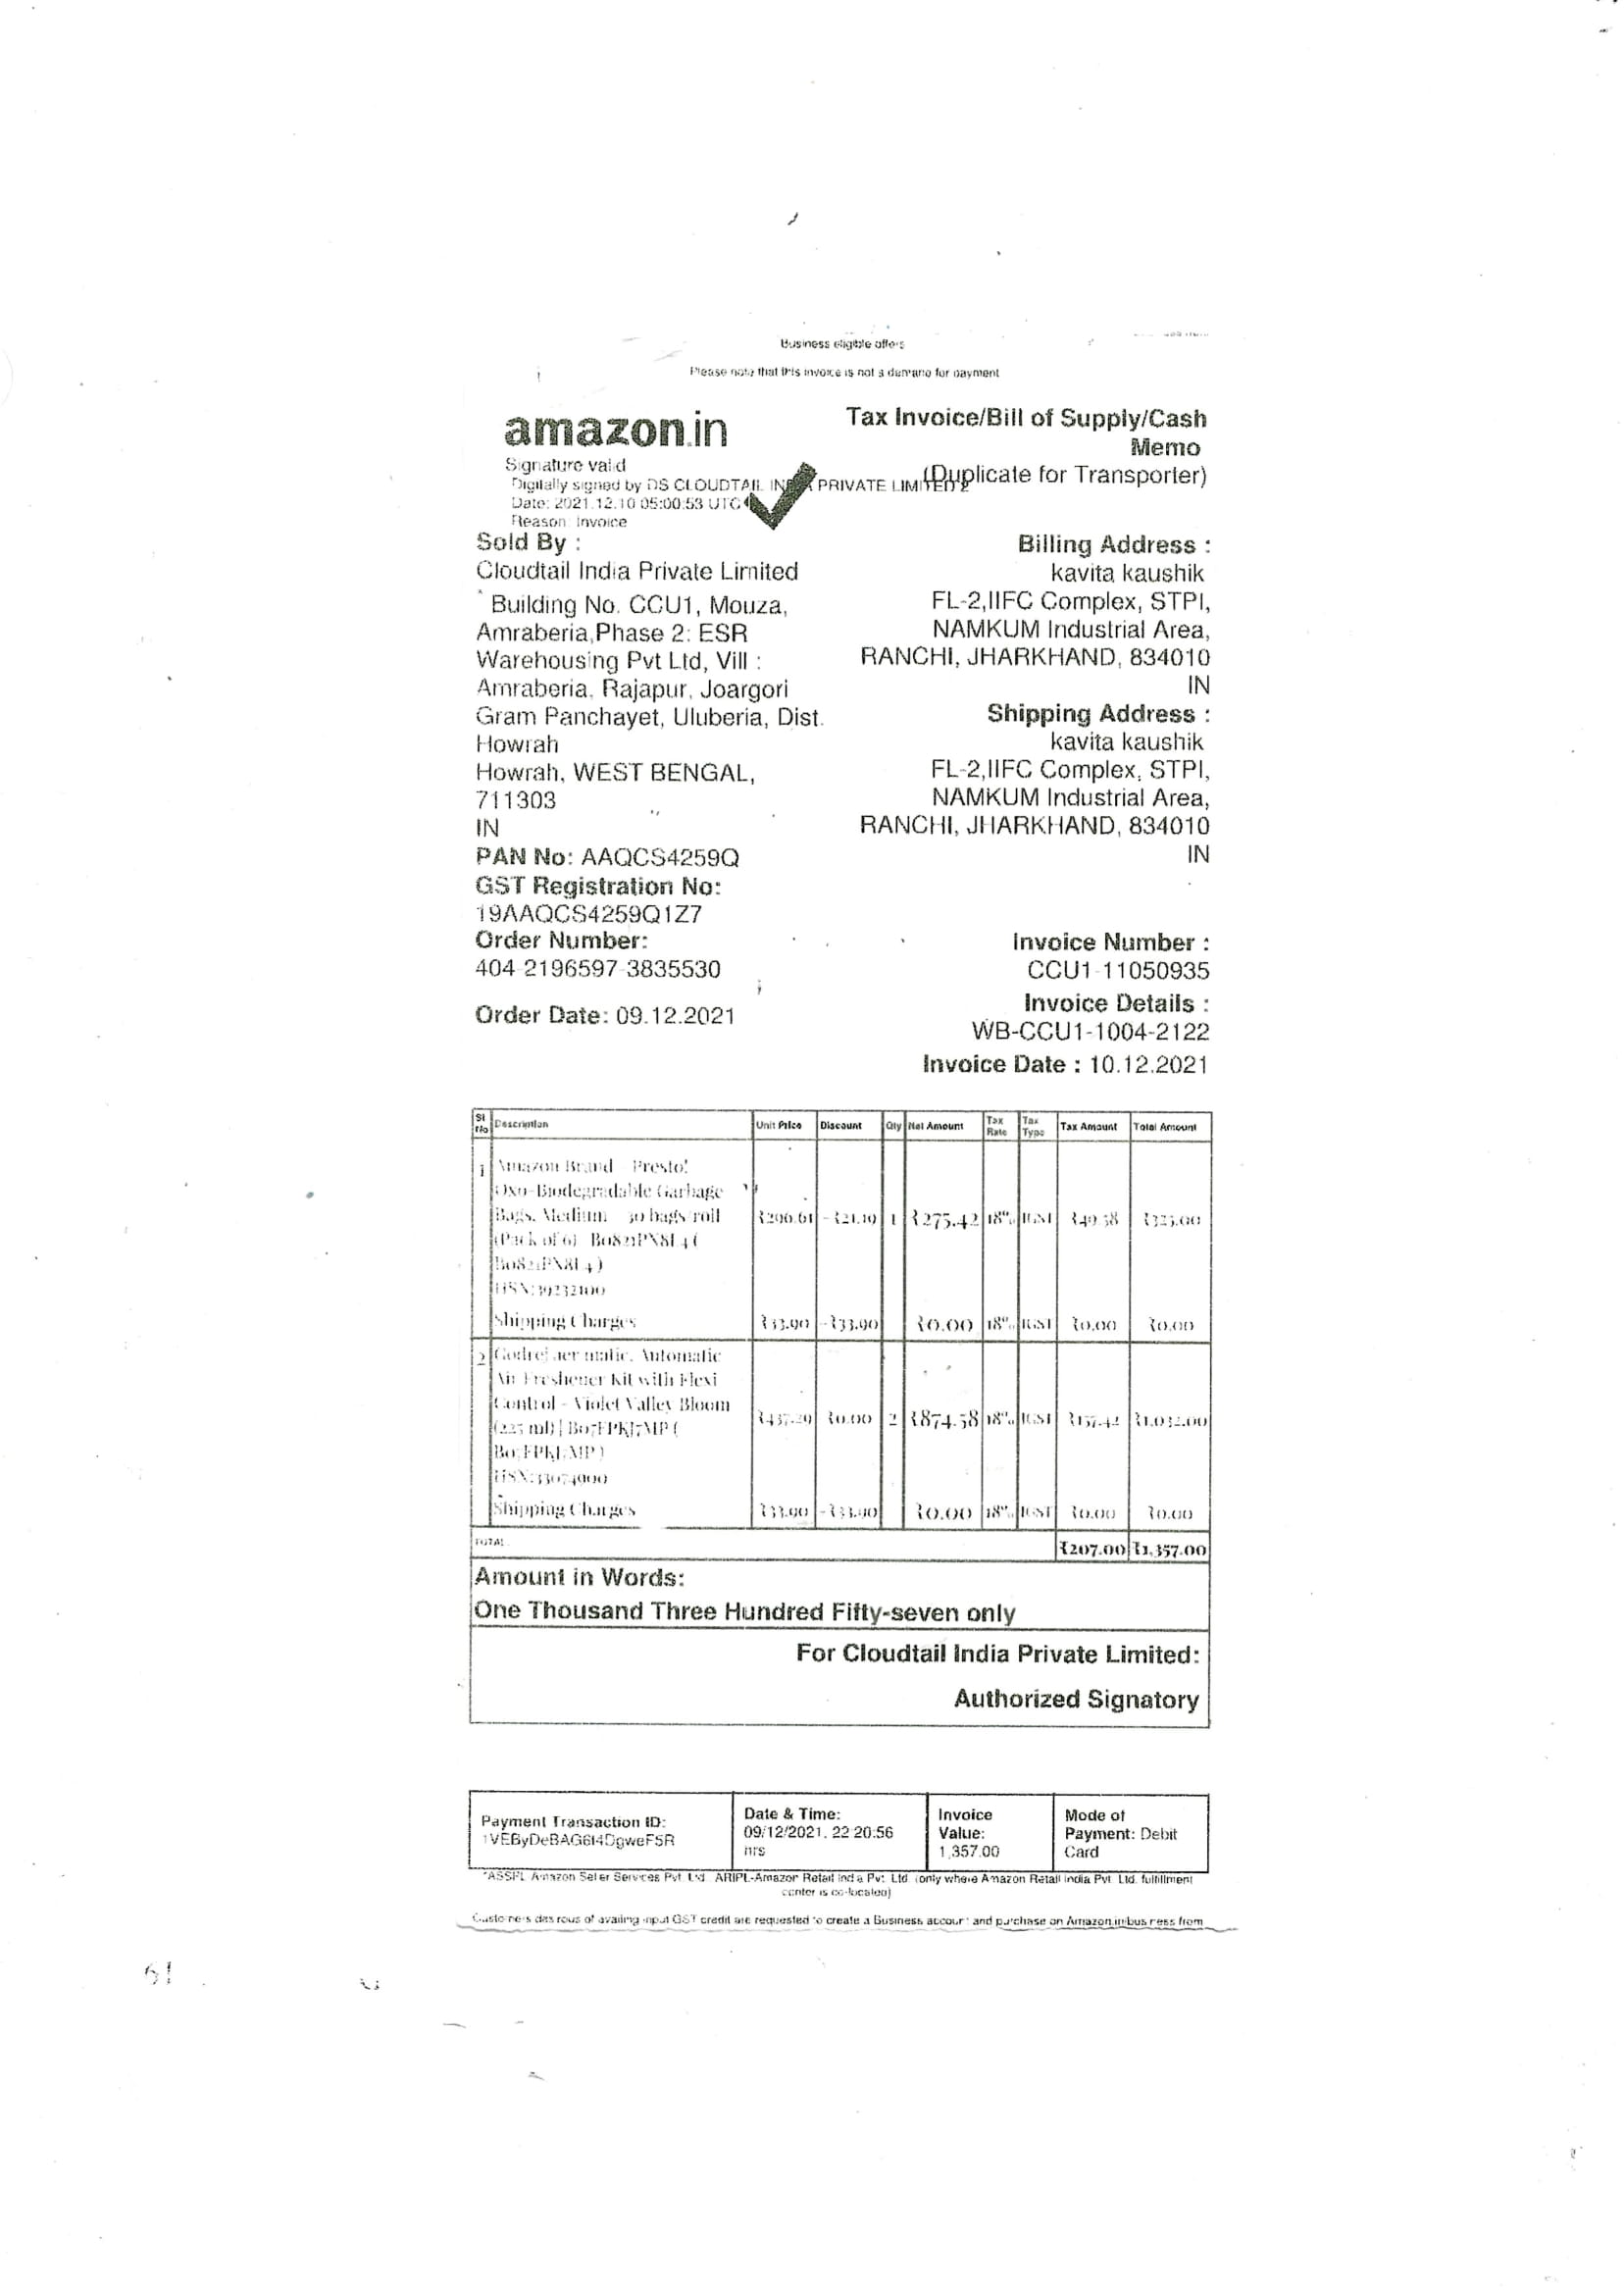 Business eligible offers
Please note that this invoice is not a demand for payment
amazon.in
Tax Invoice/Bill of Supply/Cash
Memo
(Duplicate for Transporter)
Signature valid
Digitally signed by DS CLOUDTAIL INDIA PRIVATE LIMITED 2
Date: 2021.12.10 05:00:53 UTC
Reason: Invoice
Sold By :
Cloudtail India Private Limited
* Building No. CCU1, Mouza,
Amraberia,Phase 2: ESR
Warehousing Pvt Ltd, Vill :
Amraberia, Rajapur, Joargori
Gram Panchayet, Uluberia, Dist.
Howrah
Howrah, WEST BENGAL,
711303
IN
PAN No: AAQCS4259Q
GST Registration No:
19AAQCS4259Q1Z7
Order Number:
404-2196597-3835530
Order Date: 09.12.2021
Billing Address :
kavita kaushik
FL-2,IIFC Complex, STPI,
NAMKUM Industrial Area,
RANCHI, JHARKHAND, 834010
IN
Shipping Address :
kavita kaushik
FL-2,IIFC Complex, STPI,
NAMKUM Industrial Area,
RANCHI, JHARKHAND, 834010
IN
Invoice Number :
CCU1-11050935
Invoice Details :
WB-CCU1-1004-2122
Invoice Date : 10.12.2021
Sl No Description Unit Price Discount Qty Net Amount Tax Rate Tax Type Tax Amount Total Amount
1 Amazon Brand - Presto!
Oxo-Biodegradable Garbage
Bags, Medium - 30 bags/roll ₹296.61 -₹21.19 1 ₹275.42 18% IGST ₹49.58 ₹325.00
(Pack of 6)
HSN:39232100
Shipping Charges ₹33.90 -₹33.90 ₹0.00 18% IGST ₹0.00 ₹0.00
2 Godrej aer matic, Automatic
Air Freshener Kit with Flexi
Control - Violet Valley Bloom
(225 ml) | ₹437.29 ₹0.00 2 ₹874.58 18% IGST ₹157.42 ₹1,032.00
HSN:33074900
Shipping Charges ₹33.90 -₹33.90 ₹0.00 18% IGST ₹0.00 ₹0.00
TOTAL: ₹207.00 ₹1,357.00
Amount in Words:
One Thousand Three Hundred Fifty-seven only
For Cloudtail India Private Limited:
Authorized Signatory
Payment Transaction ID:
Date & Time:
09/12/2021, 22:20:56
hrs
Invoice
Value:
1,357.00
Mode of
Payment: Debit
Card
*ASSPL-Amazon Seller Services Pvt. Ltd., ARIPL-Amazon Retail India Pvt. Ltd. (only where Amazon Retail India Pvt. Ltd. fulfillment
center is co-located)
Customers desirous of availing input GST credit are requested to create a Business account and purchase on Amazon.in/business from